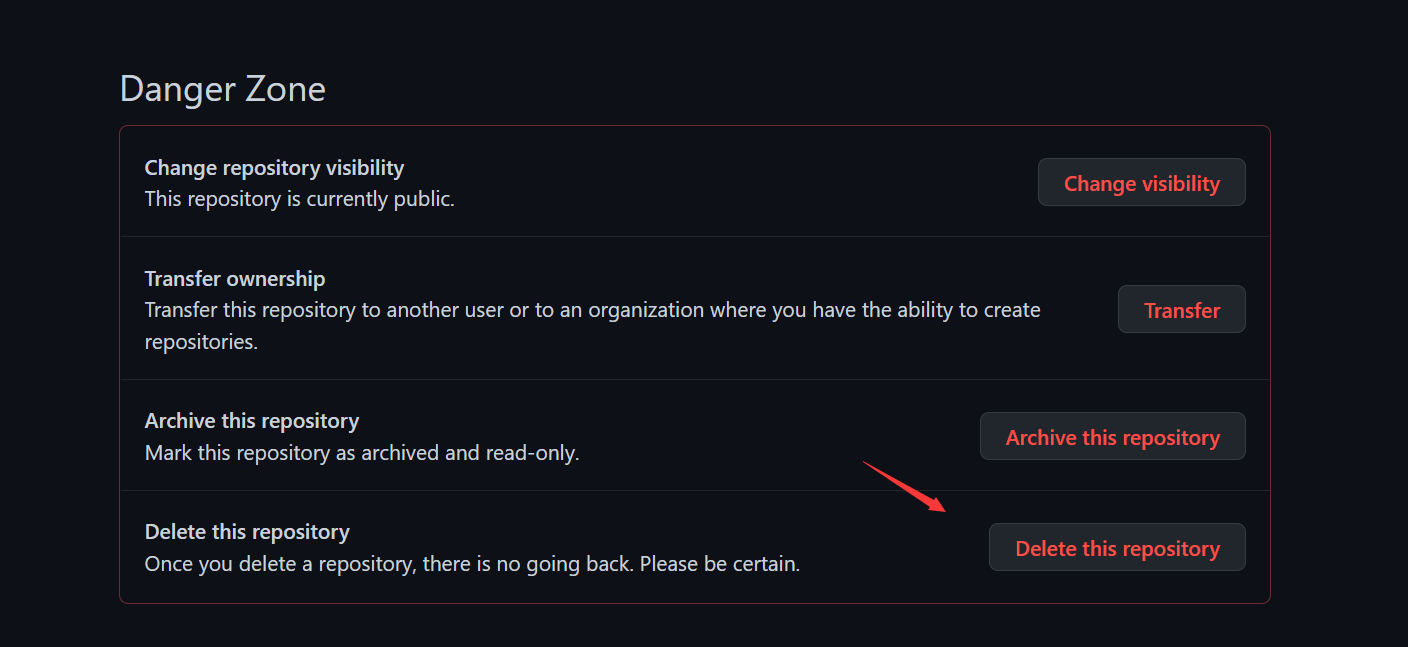 Danger Zone
Change repository visibility
This repository is currently public.
Change visibility
Transfer ownership
Transfer this repository to another user or to an organization where you have the ability to create
repositories.
Transfer
Archive this repository
Mark this repository as archived and read-only.
Archive this repository
Delete this repository
Once you delete a repository, there is no going back. Please be certain.
Delete this repository